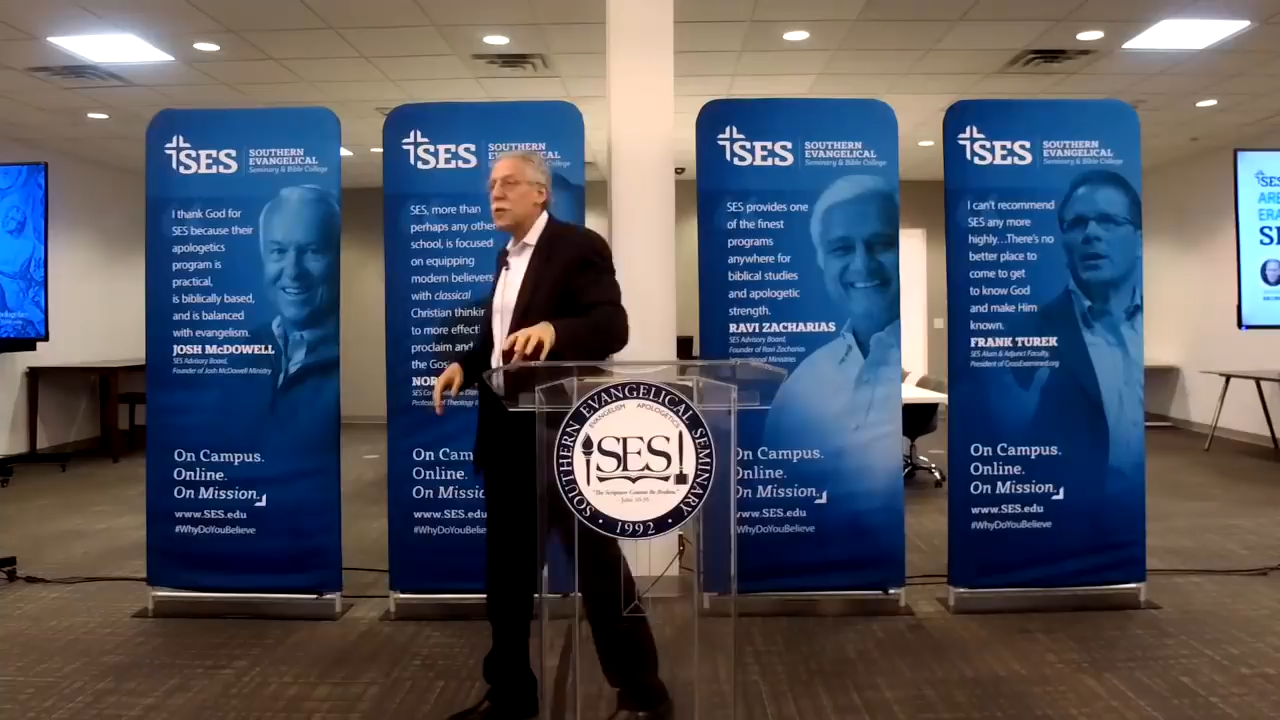 SES
SOUTHERN
EVANGELICAL
Seminary & Bible College
I thank God for
SES because their
apologetics
program is
practical,
is biblically based,
and is balanced
with evangelism.
JOSH McDOWELL
SES Advisory Board,
Founder of Josh McDowell Ministry
On Campus.
Online.
On Mission.
www.SES.edu
#WhyDoYouBelieve
SES
SOUTHERN
EVANGELICAL
College
SES, more than
perhaps any other
school, is focused
on equipping
modern believers
with classical
Christian
to more
proclaim and
the
On
Online.
On
www.SES.edu
SES
SOUTHERN
EVANGELICAL
Seminary & Bible College
SES provides one
of the finest
programs
anywhere for
biblical studies
and apologetic
strength.
RAVI ZACHARIAS
SES Advisory Board,
Founder of Ravi Zacharias
International Ministries
On Campus.
Online.
On Mission.
www.SES.edu
#WhyDoYouBelieve
SES
SOUTHERN
EVANGELICAL
Seminary & Bible College
I can't recommend
SES any more
highly...There's no
better place to
come to get
to know God
and make Him
known.
FRANK TUREK
SES Alum & Adjunct Faculty,
President of CrossExamined.org
On Campus.
Online.
On Mission.
www.SES.edu
#WhyDoYouBelieve
SOUTHERN EVANGELICAL SEMINARY
EVANGELISM APOLOGETICS
SES
"The Scripture Cannot Be Broken."
John 10:35
1992